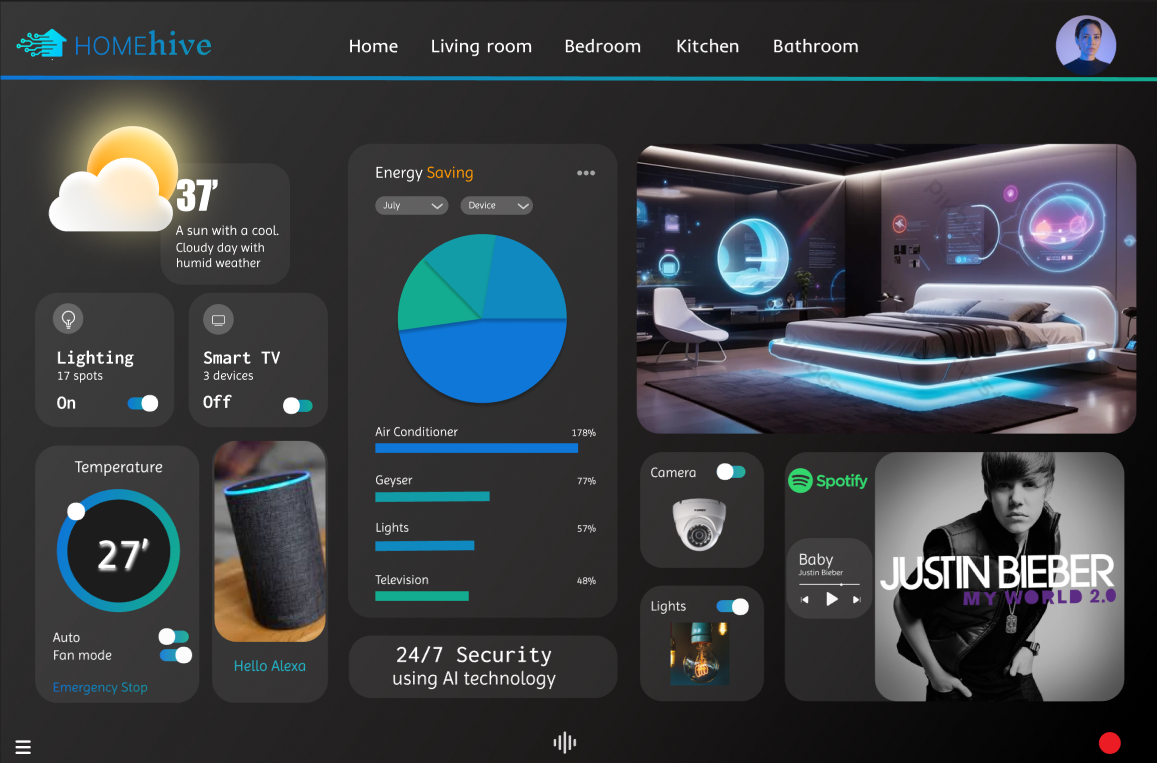 HOMEhive
Home Living room Bedroom Kitchen Bathroom
37'
A sun with a cool.
Cloudy day with
humid weather
Lighting
17 spots
On
Smart TV
3 devices
Off
Temperature
27'
Auto
Fan mode
Emergency Stop
Hello Alexa
Energy Saving
July
Device
Air Conditioner 178%
Geyser 77%
Lights 57%
Television 48%
24/7 Security
using AI technology
Camera
Lights
Spotify
Baby
Justin Bieber
JUSTIN BIEBER
MY WORLD 2.0